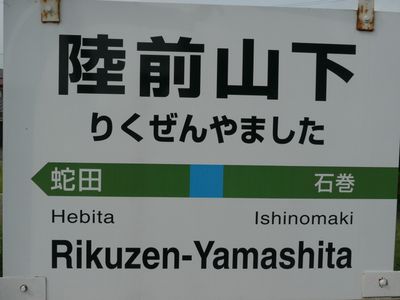 陸前山下
りくぜんやました
蛇田 石巻
Hebita Ishinomaki
Rikuzen-Yamashita